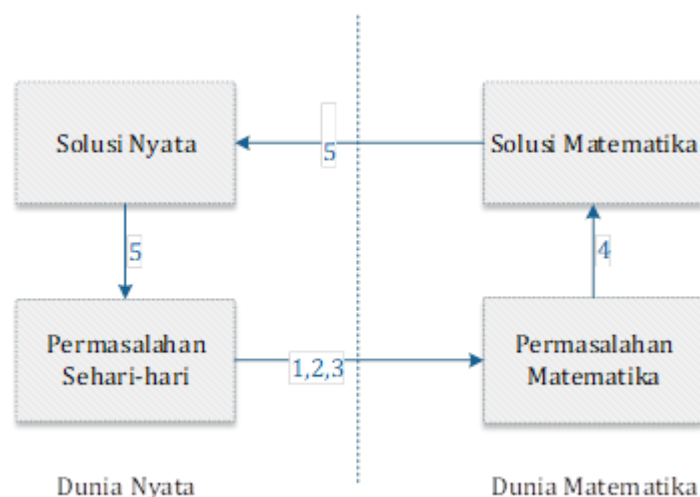 Solusi Nyata
5
Solusi Matematika
5
4
Permasalahan
Sehari-hari
1,2,3
Permasalahan
Matematika
Dunia Nyata
Dunia Matematika